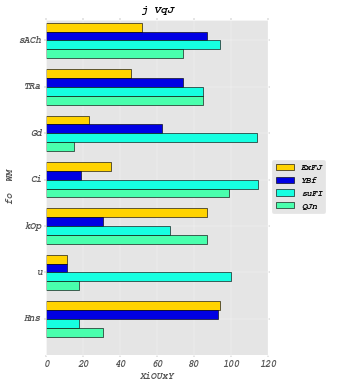 j VqJ
sACh
TRa
Gd
Ci
kOp
u
Hns
fo WM
0 20 40 60 80 100 120
XiOUxY
ExFJ
YBf
suFI
QJn